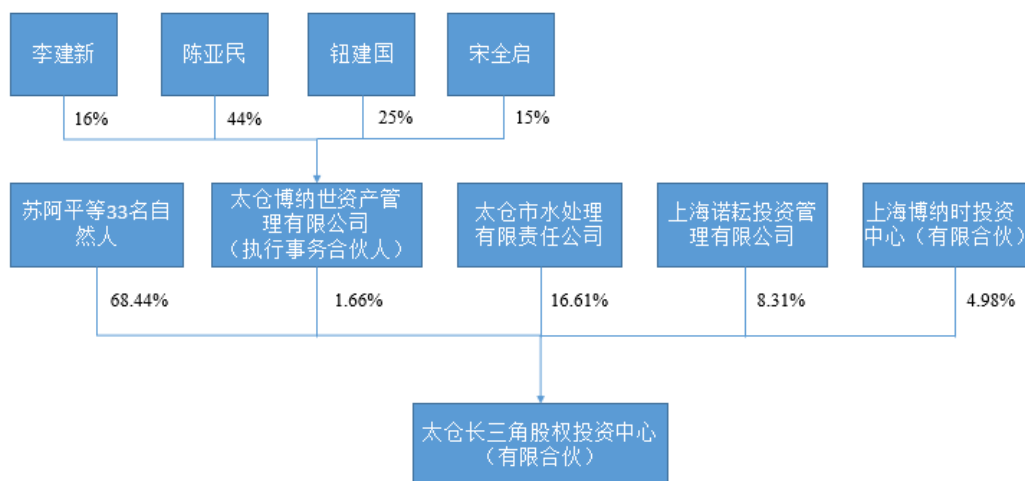 李建新
陈亚民
钮建国
宋全启
16%
44%
25%
15%
苏阿平等33名自
然人
太仓博纳世资产管
理有限公司
（执行事务合伙人）
太仓市水处理
有限责任公司
上海诺耘投资管
理有限公司
上海博纳时投资
中心（有限合伙）
68.44%
1.66%
16.61%
8.31%
4.98%
太仓长三角股权投资中心
（有限合伙）